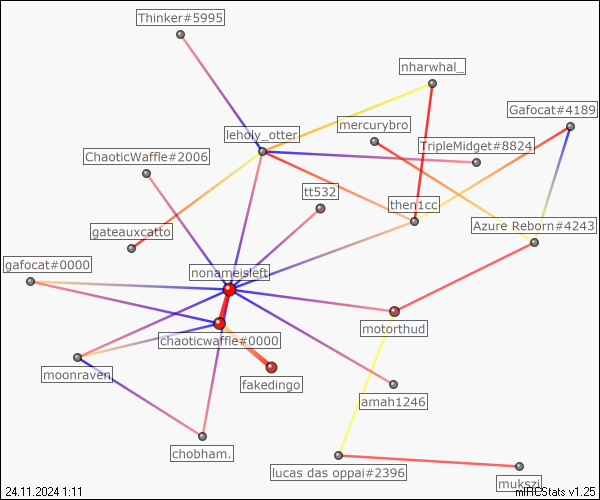 Thinker#5995
nharwhal_
Gafocat#4189
mercurybro
leholy_otter
TripleMidget#8824
ChaoticWaffle#2006
tt532
then1cc
Azure Reborn#4243
gateauxcatto
gafocat#0000
nonameisleft
motorthud
chaoticwaffle#0000
moonraven.
fakedingo
amah1246
chobham.
lucas das oppai#2396
mukszi
24.11.2024 1:11
mIRCStats v1.25